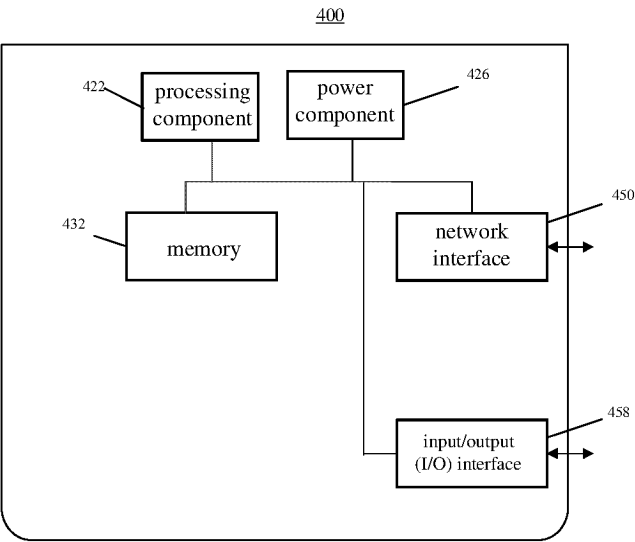 400
422
processing
component
power
component
426
432
memory
network
interface
450
input/output
(I/O) interface
458